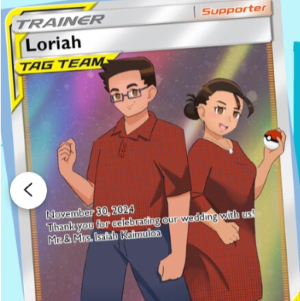 TRAINER
Supporter
Loriah
TAG TEAM
November 30, 2024
Thank you for celebrating our wedding with us!
Mr. & Mrs. Isaiah Kaimuloa